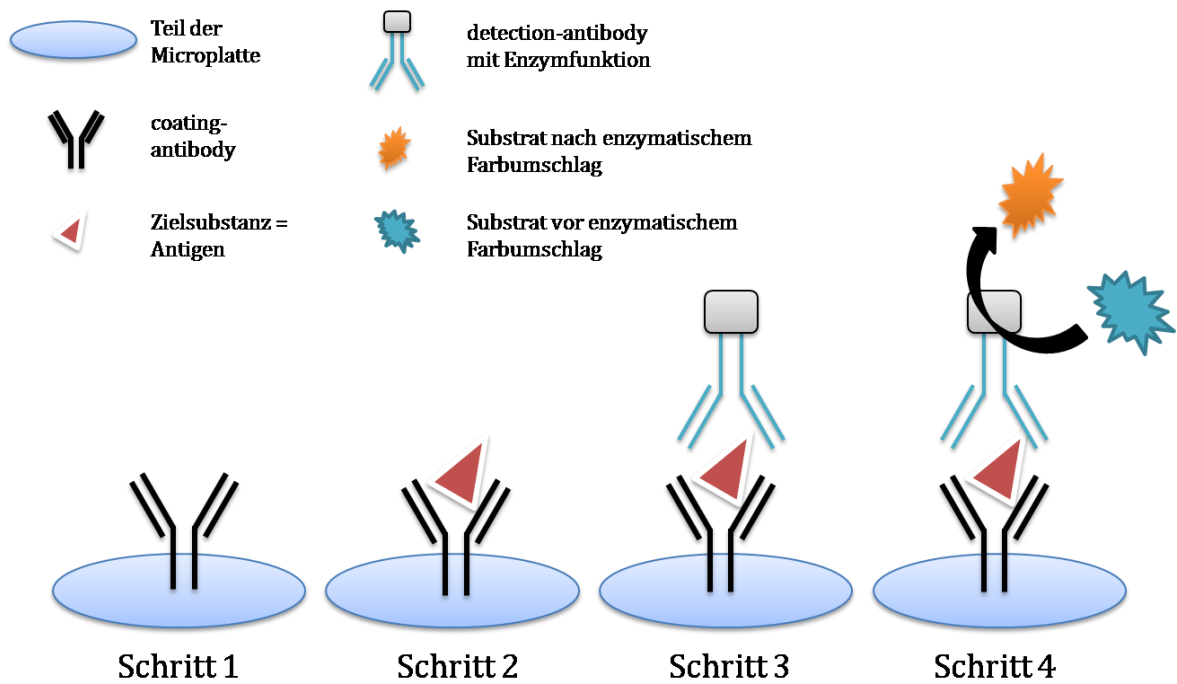 Teil der
Microplatte
coating-
antibody
Zielsubstanz =
Antigen
detection-antibody
mit Enzymfunktion
Substrat nach enzymatischem
Farbumschlag
Substrat vor enzymatischem
Farbumschlag
Schritt 1
Schritt 2
Schritt 3
Schritt 4